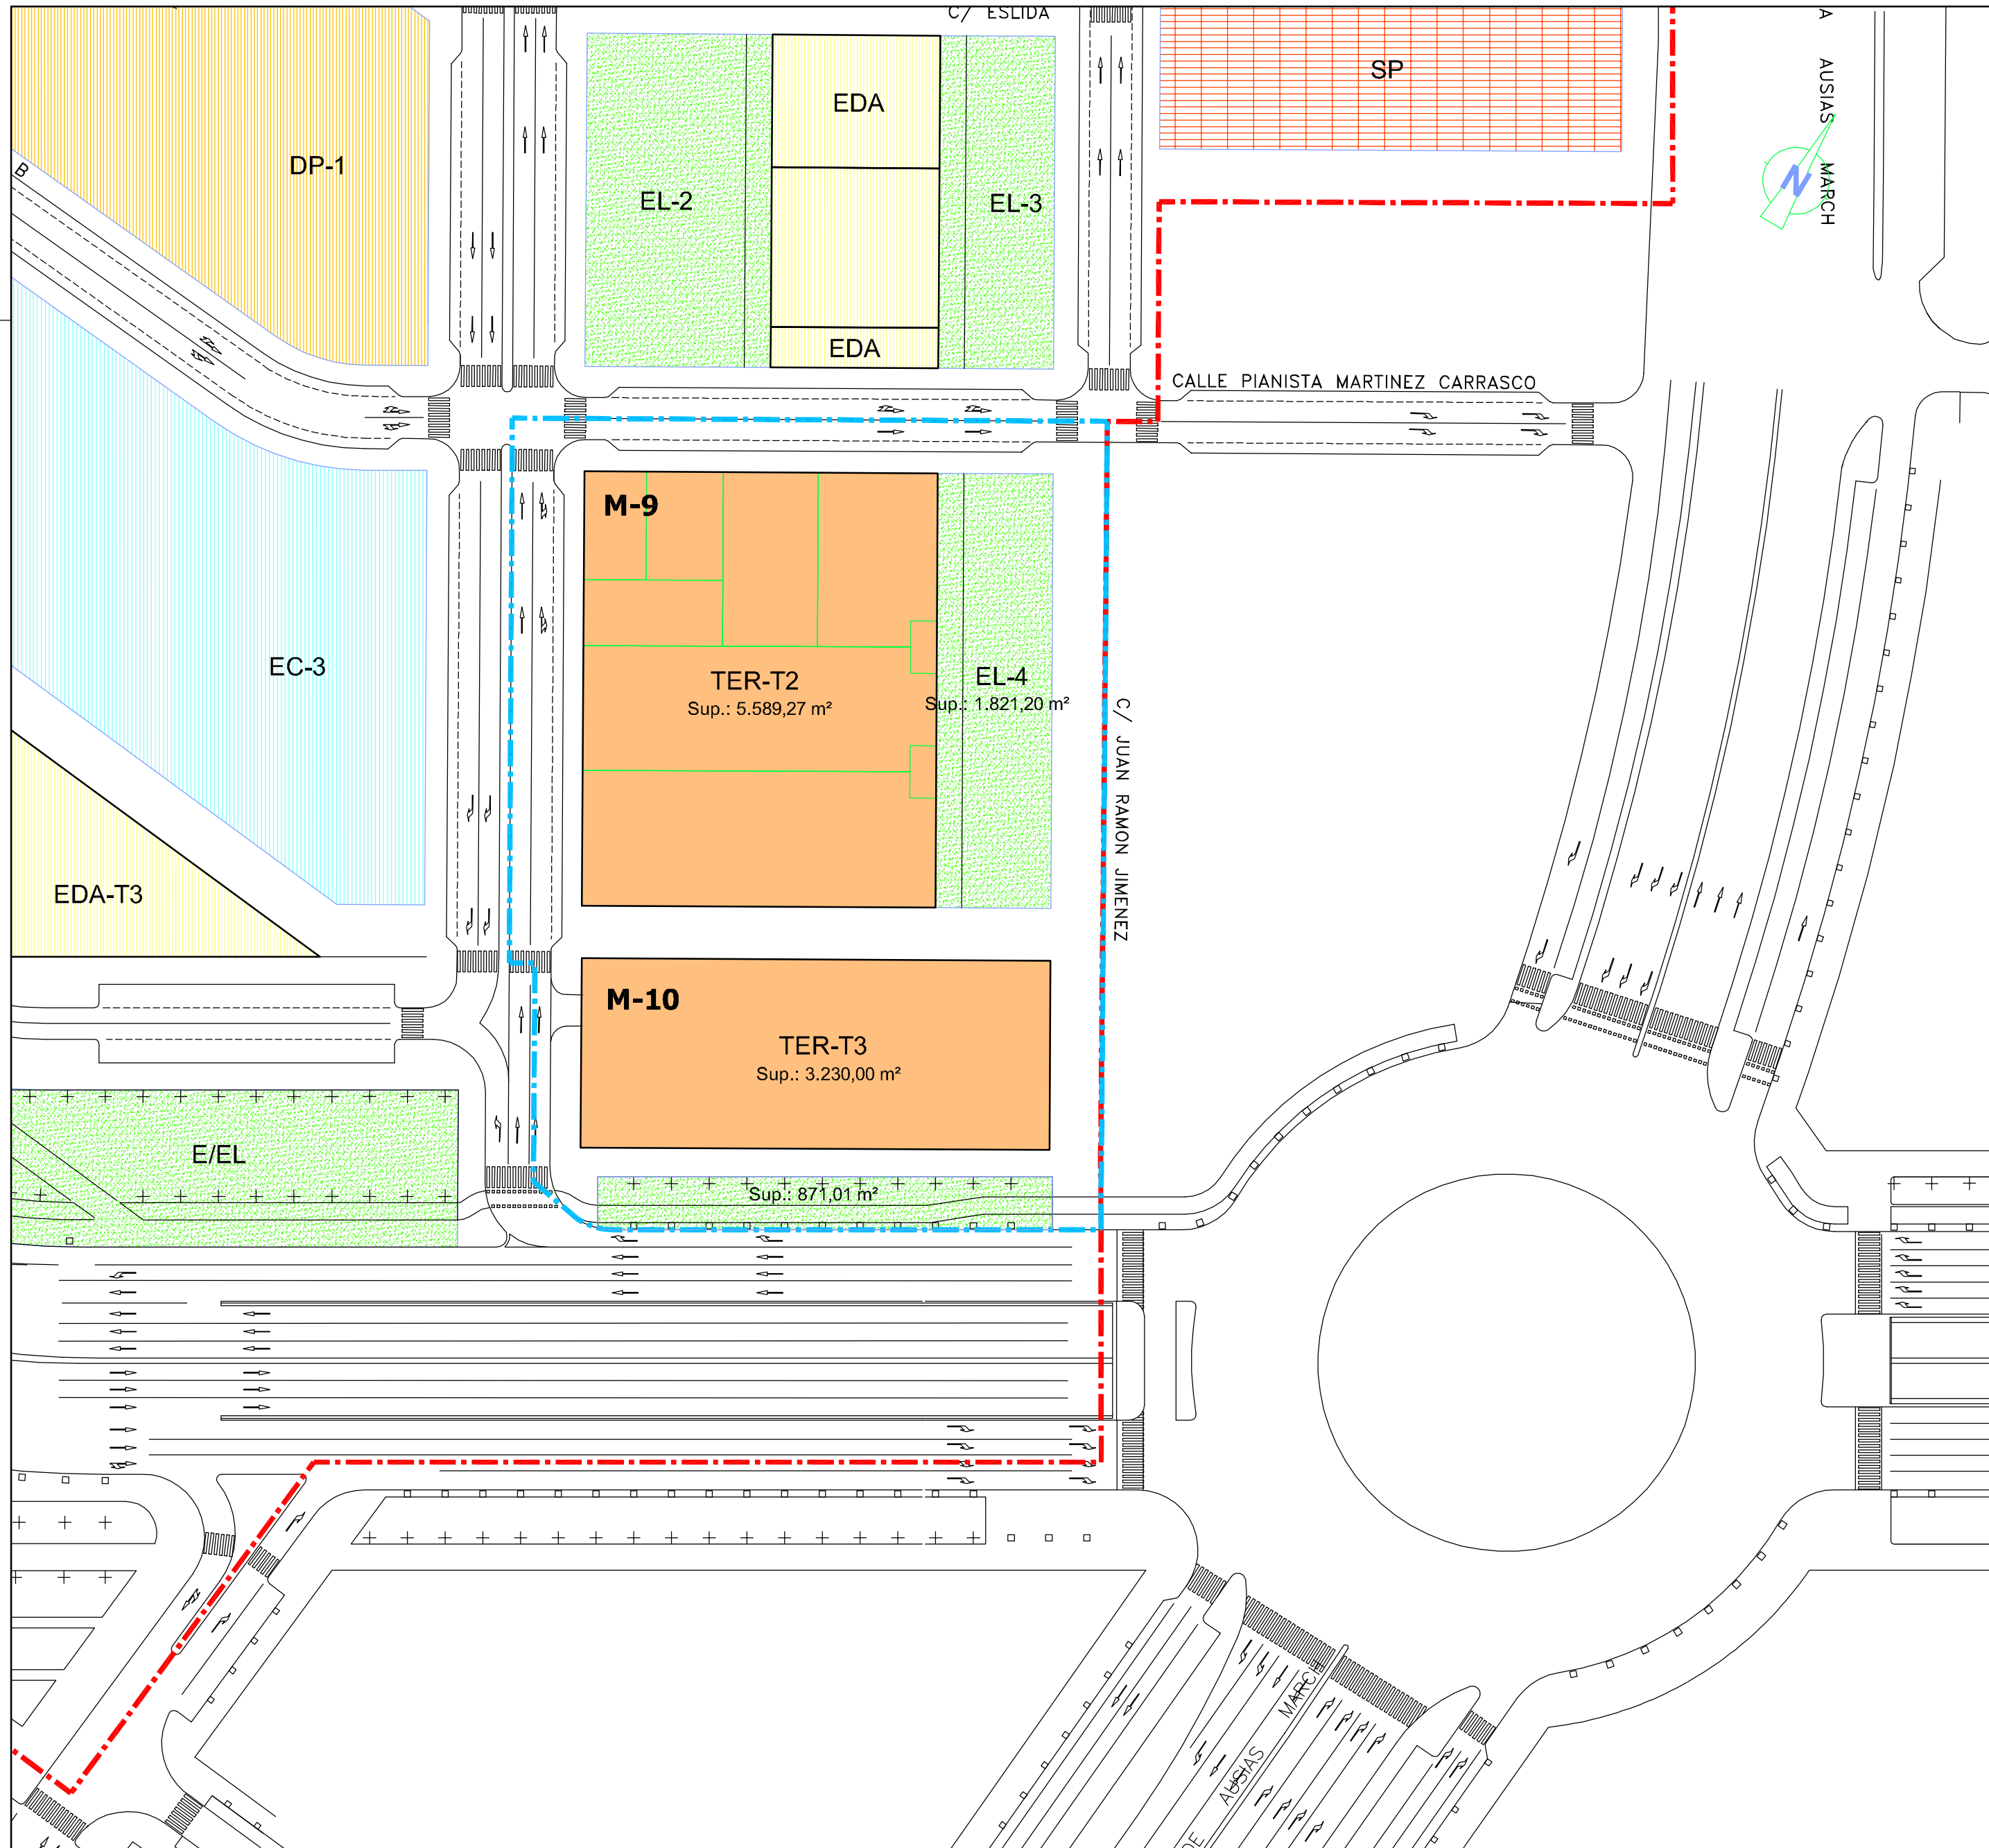 C/ ESLIDA
A
AUSIAS
MARCH
N
SP
EDA
DP-1
B
EL-2
EL-3
EDA
CALLE PIANISTA MARTINEZ CARRASCO
M-9
EC-3
TER-T2
Sup.: 5.589,27 m²
EL-4
Sup.: 1.821,20 m²
C/ JUAN RAMON JIMENEZ
EDA-T3
M-10
TER-T3
Sup.: 3.230,00 m²
E/EL
Sup.: 871,01 m²
DE AUSIAS MARCH